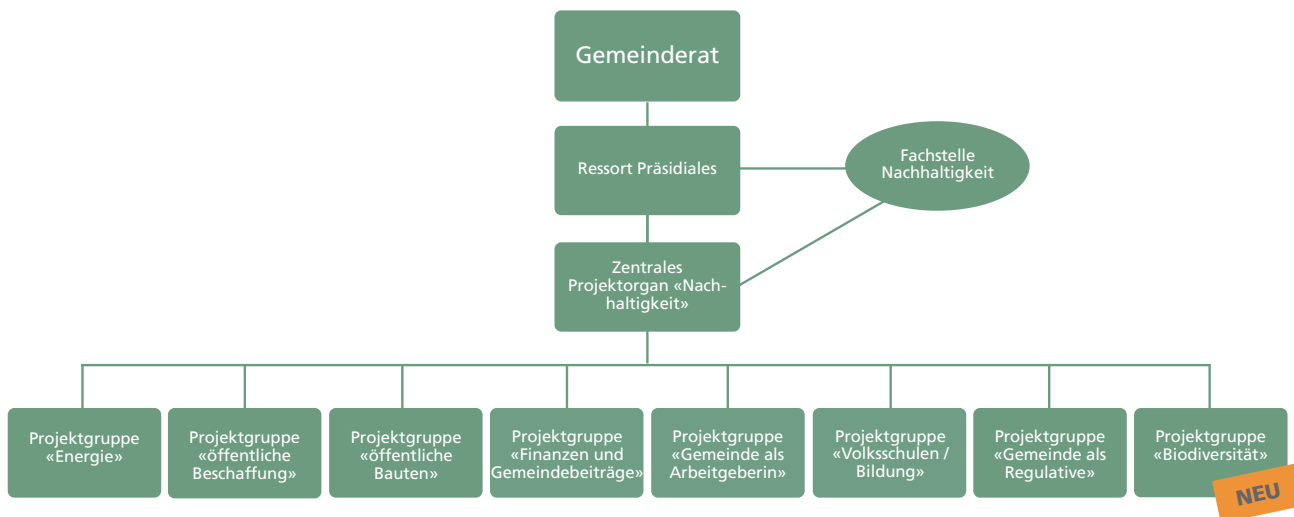 Gemeinderat
Ressort Präsidiales
Fachstelle
Nachhaltigkeit
Zentrales
Projektorgan «Nach-
haltigkeit»
Projektgruppe
«Energie»
Projektgruppe
«öffentliche
Beschaffung»
Projektgruppe
«öffentliche
Bauten»
Projektgruppe
«Finanzen und
Gemeindebeiträge»
Projektgruppe
«Gemeinde als
Arbeitgeberin»
Projektgruppe
«Volksschulen /
Bildung»
Projektgruppe
«Gemeinde als
Regulative»
Projektgruppe
«Biodiversität»
NEU